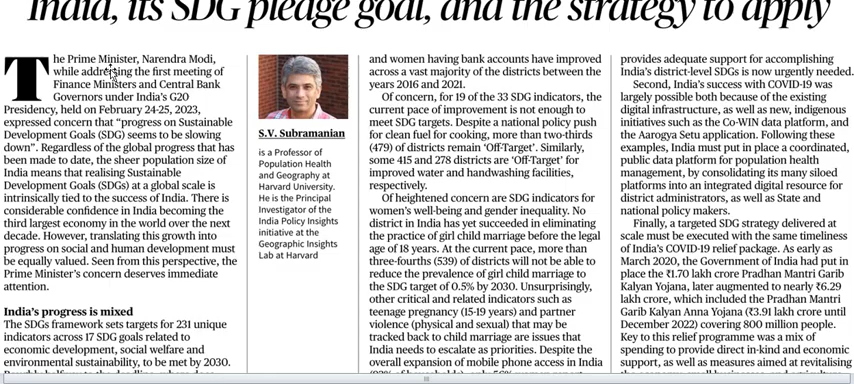 India, its SDG pledge goal, and the strategy to apply
The Prime Minister, Narendra Modi,
while addressing the first meeting of
Finance Ministers and Central Bank
Governors under India's G20
Presidency, held on February 24-25, 2023,
expressed concern that "progress on Sustainable
Development Goals (SDG) seems to be slowing
down". Regardless of the global progress that has
been made to date, the sheer population size of
India means that realising Sustainable
Development Goals (SDGs) at a global scale is
intrinsically tied to the success of India. There is
considerable confidence in India becoming the
third largest economy in the world over the next
decade. However, translating this growth into
progress on social and human development must
be equally valued. Seen from this perspective, the
Prime Minister's concern deserves immediate
attention.
India's progress is mixed
The SDGs framework sets targets for 231 unique
indicators across 17 SDG goals related to
economic development, social welfare and
environmental sustainability, to be met by 2030.
S.V. Subramanian
is a Professor of
Population Health
and Geography at
Harvard University.
He is the Principal
Investigator of the
India Policy Insights
initiative at the
Geographic Insights
Lab at Harvard
and women having bank accounts have improved
across a vast majority of the districts between the
years 2016 and 2021.
Of concern, for 19 of the 33 SDG indicators, the
current pace of improvement is not enough to
meet SDG targets. Despite a national policy push
for clean fuel for cooking, more than two-thirds
(479) of districts remain 'Off-Target'. Similarly,
some 415 and 278 districts are 'Off-Target' for
improved water and handwashing facilities,
respectively.
Of heightened concern are SDG indicators for
women's well-being and gender inequality. No
district in India has yet succeeded in eliminating
the practice of girl child marriage before the legal
age of 18 years. At the current pace, more than
three-fourths (539) of districts will not be able to
reduce the prevalence of girl child marriage to
the SDG target of 0.5% by 2030. Unsurprisingly,
other critical and related indicators such as
teenage pregnancy (15-19 years) and partner
violence (physical and sexual) that may be
tracked back to child marriage are issues that
India needs to escalate as priorities. Despite the
overall expansion of mobile phone access in India
provides adequate support for accomplishing
India's district-level SDGs is now urgently needed.
Second, India's success with COVID-19 was
largely possible both because of the existing
digital infrastructure, as well as new, indigenous
initiatives such as the Co-WIN data platform, and
the Aarogya Setu application. Following these
examples, India must put in place a coordinated,
public data platform for population health
management, by consolidating its many siloed
platforms into an integrated digital resource for
district administrators, as well as State and
national policy makers.
Finally, a targeted SDG strategy delivered at
scale must be executed with the same timeliness
of India's COVID-19 relief package. As early as
March 2020, the Government of India had put in
place the ₹1.70 lakh crore Pradhan Mantri Garib
Kalyan Yojana, later augmented to nearly ₹6.29
lakh crore, which included the Pradhan Mantri
Garib Kalyan Anna Yojana (₹3.91 lakh crore until
December 2022) covering 800 million people.
Key to this relief programme was a mix of
spending to provide direct in-kind and economic
support, as well as measures aimed at revitalising